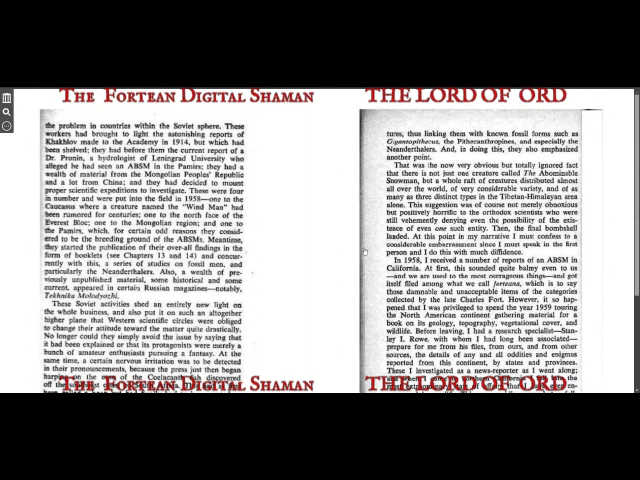 THE FORTEAN DIGITAL SHAMAN
the problem in countries within the Soviet sphere. These
workers had brought to light the astonishing reports of
Khakhlov made to the Academy in 1914, but which had
been shelved; they had before them the current report of a
Dr. Pronin, a hydrologist of Leningrad University who
alleged he had seen an ABSM in the Pamirs; they had a
wealth of material from the Mongolian Peoples' Republic
and a lot from China; and they had decided to mount
proper scientific expeditions to investigate. These were four
in number and were put into the field in 1958—one to the
Caucasus where a creature named the "Wind Man" had
been rumored for centuries; one to the north face of the
Everest Bloc; one to the Mongolian region; and one to
the Pamirs, which, for certain odd reasons they consid-
ered to be the breeding ground of the ABSMs. Meantime,
they started the publication of their over-all findings in the
form of booklets (see Chapters 13 and 14) and concur-
rently with this, a series of studies on fossil men, and
particularly the Neanderthalers. Also, a wealth of pre-
viously unpublished material, some historical and some
current, appeared in certain Russian magazines—notably,
Tekhnika Molodyozhi,
These Soviet activities shed an entirely new light on
the whole business, and also put it on such an altogether
higher plane that Western scientific circles were obliged
to change their attitude toward the matter quite drastically.
No longer could they simply avoid the issue by saying that
it had been explained or that its protagonists were merely a
bunch of amateur enthusiasts pursuing a fantasy. At the
same time, a certain nervous irritation was to be detected
in their pronouncements, because the press just then began
harping on the
THE FORTEAN DIGITAL SHAMAN
THE LORD OF ORD
tures, thus linking them with known fossil forms such as
Gigantopithecus, the Pithecanthropines, and especially the
Neanderthalers. And, in doing this, they also emphasized
another point.
That was the now very obvious but totally ignored fact
that there is not just one creature called The Abominable
Snowman, but a whole raft of creatures distributed almost
all over the world, of very considerable variety, and of as
many as three distinct types in the Tibetan-Himalayan area
alone. This suggestion was of course not merely obnoxious
but positively horrific to the orthodox scientists who were
still vehemently denying even the possibility of the exis-
tence of even one such entity. Then, the final bombshell
landed. At this point in my narrative I must confess to a
considerable embarrassment since I must speak in the first
person and I do this with much diffidence.
In 1958, I received a number of reports of an ABSM in
California. At first, this sounded quite balmy even to us
—and we are used to the most outrageous things—and got
itself filed among what we call forteana, which is to say
those damnable and unacceptable items of the categories
collected by the late Charles Fort. However, it so hap-
pened that I was privileged to spend the year 1959 touring
the North American continent gathering material for a
book on its geology, topography, vegetational cover, and
wildlife. Before leaving, I had a research specialist—Stan-
ley I. Rowe, with whom I had long been associated—
prepare for me from his files, from ours, and from other
sources, the details of any and all oddities and enigmas
reported from this continent, by states and provinces.
These I investigated as a news-reporter as I went along;
THE LORD OF ORD